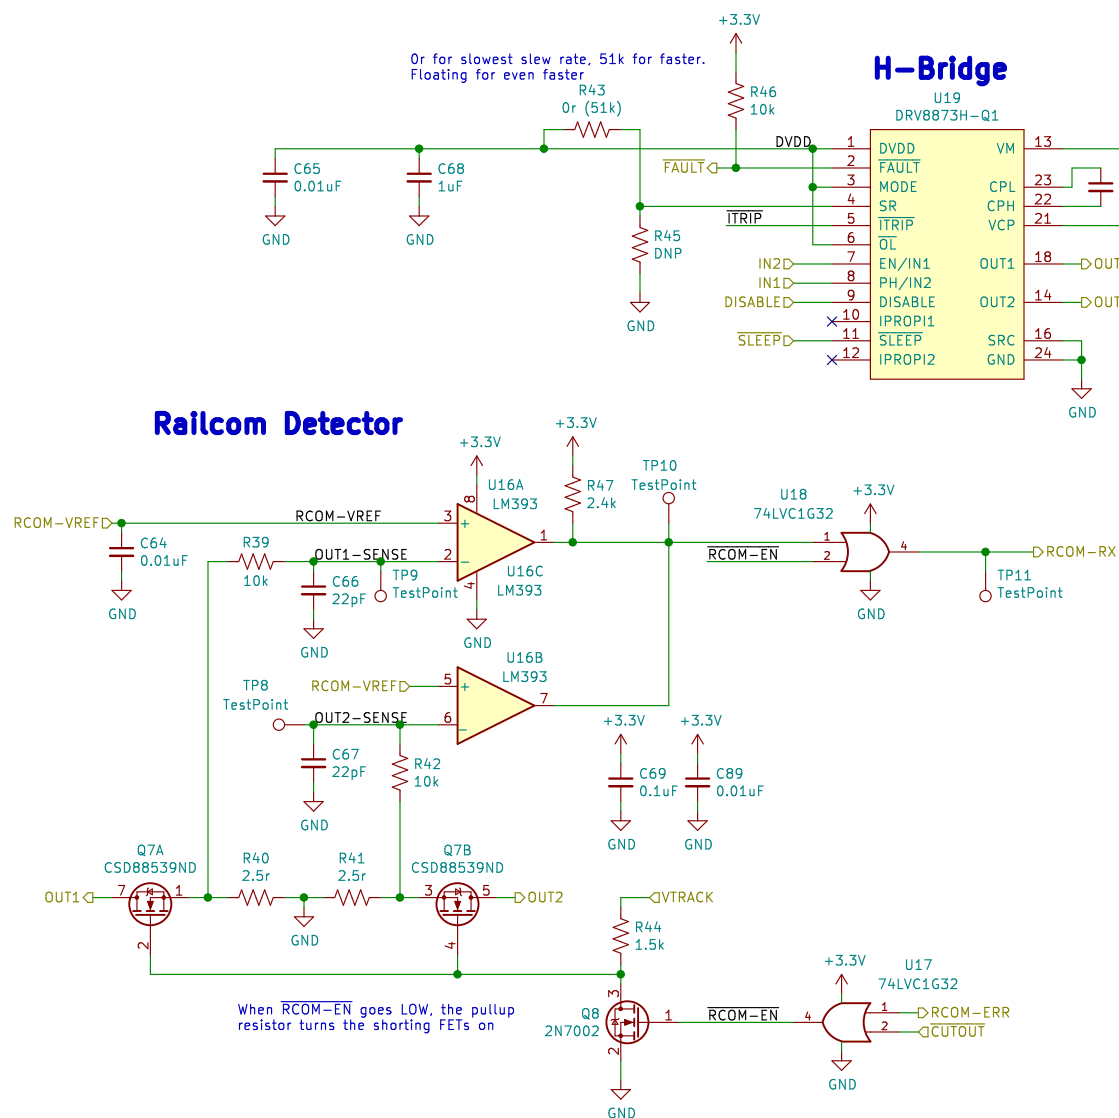 +3.3V
Or for slowest slew rate, 51k for faster.
Floating for even faster
H-Bridge
R43
0r (51k)
R46
10k
U19
DRV8873H-Q1
DVDD
FAULT
ITRIP
IN2
IN1
DISABLE
SLEEP
C65
0.01uF
GND
C68
1uF
GND
R45
DNP
GND
1 DVDD VM 13
2 FAULT
3 MODE CPL 23
4 SR CPH 22
5 ITRIP VCP 21
6 OL
7 EN/IN1 OUT1 18 OUT
8 PH/IN2
9 DISABLE OUT2 14 OUT
10 IPROPI1
11 SLEEP SRC 16
12 IPROPI2 GND 24
GND
Railcom Detector
+3.3V
+3.3V
U16A
LM393
8
3 +
2 −
1
4
U16C
LM393
GND
R47
2.4k
TP10
TestPoint
U18
74LVC1G32
+3.3V
1
2
4
GND
RCOM-EN
RCOM-RX
TP11
TestPoint
RCOM-VREF
RCOM-VREF
C64
0.01uF
GND
R39
10k
OUT1-SENSE
C66
22pF
GND
TP9
TestPoint
U16B
LM393
RCOM-VREF
5 +
6 −
7
TP8
TestPoint
OUT2-SENSE
C67
22pF
GND
R42
10k
+3.3V
C69
0.1uF
GND
+3.3V
C89
0.01uF
GND
Q7A
CSD88539ND
OUT1
7
1
2
R40
2.5r
GND
R41
2.5r
Q7B
CSD88539ND
3
5
4
OUT2
VTRACK
R44
1.5k
When RCOM-EN goes LOW, the pullup
resistor turns the shorting FETs on
Q8
2N7002
3
1
2
GND
RCOM-EN
+3.3V
U17
74LVC1G32
4
1
2
RCOM-ERR
CUTOUT
GND